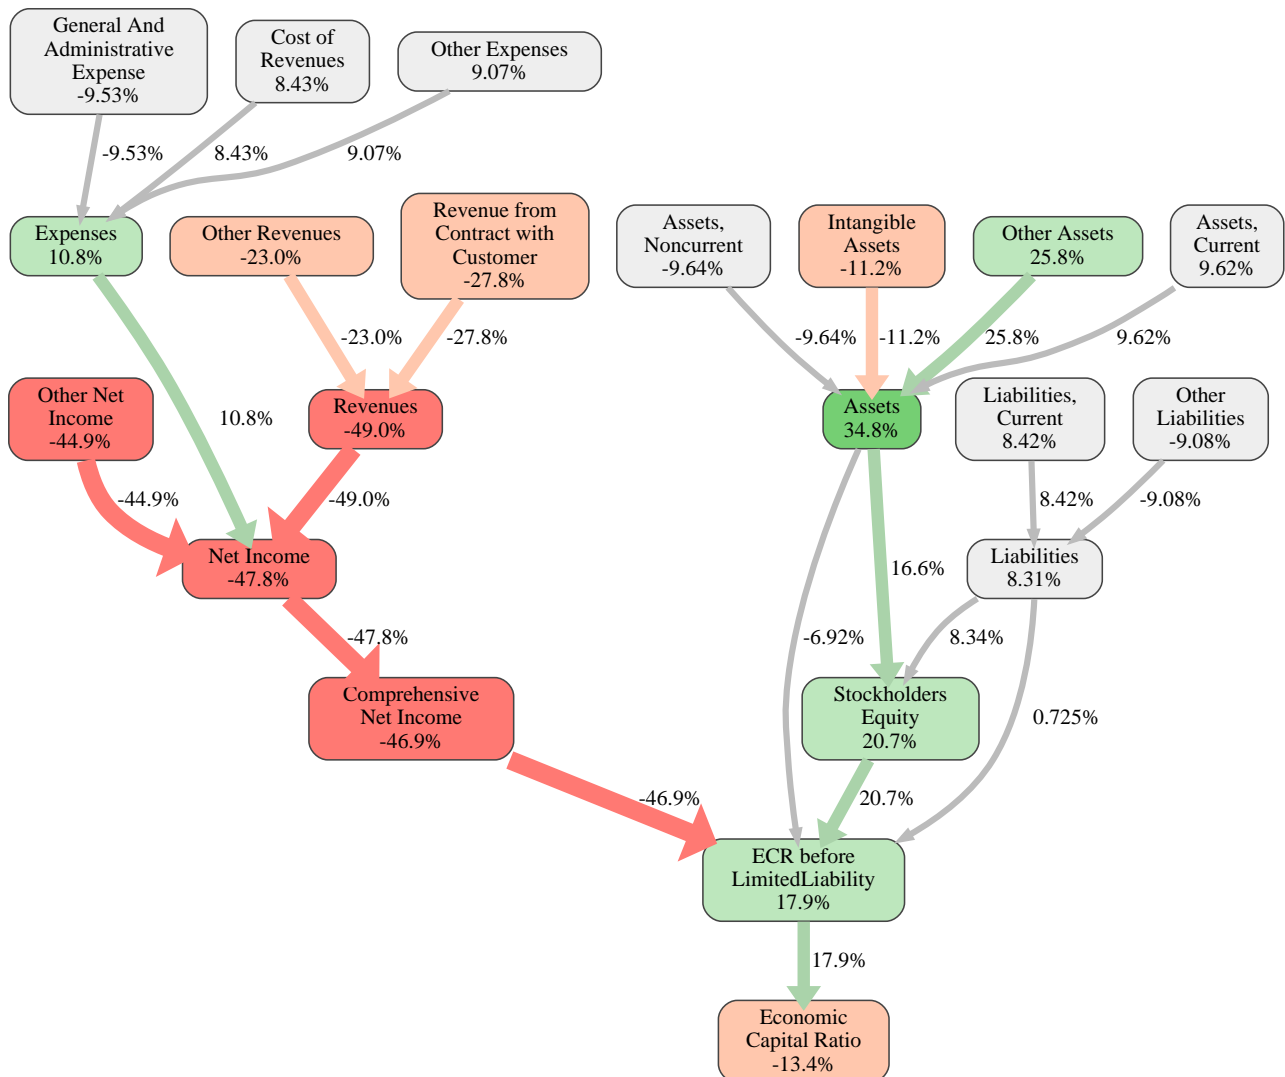 General And
Administrative
Expense
-9.53%
Cost of
Revenues
8.43%
Other Expenses
9.07%
-9.53%
8.43%
9.07%
Expenses
10.8%
Other Revenues
-23.0%
Revenue from
Contract with
Customer
-27.8%
Assets,
Noncurrent
-9.64%
Intangible
Assets
-11.2%
Other Assets
25.8%
Assets,
Current
9.62%
-23.0%
-27.8%
-9.64%
-11.2%
25.8%
9.62%
Other Net
Income
-44.9%
10.8%
Revenues
-49.0%
Assets
34.8%
Liabilities,
Current
8.42%
Other
Liabilities
-9.08%
-44.9%
-49.0%
8.42%
-9.08%
Net Income
-47.8%
16.6%
Liabilities
8.31%
-47.8%
-6.92%
8.34%
Comprehensive
Net Income
-46.9%
Stockholders
Equity
20.7%
0.725%
-46.9%
20.7%
ECR before
LimitedLiability
17.9%
17.9%
Economic
Capital Ratio
-13.4%